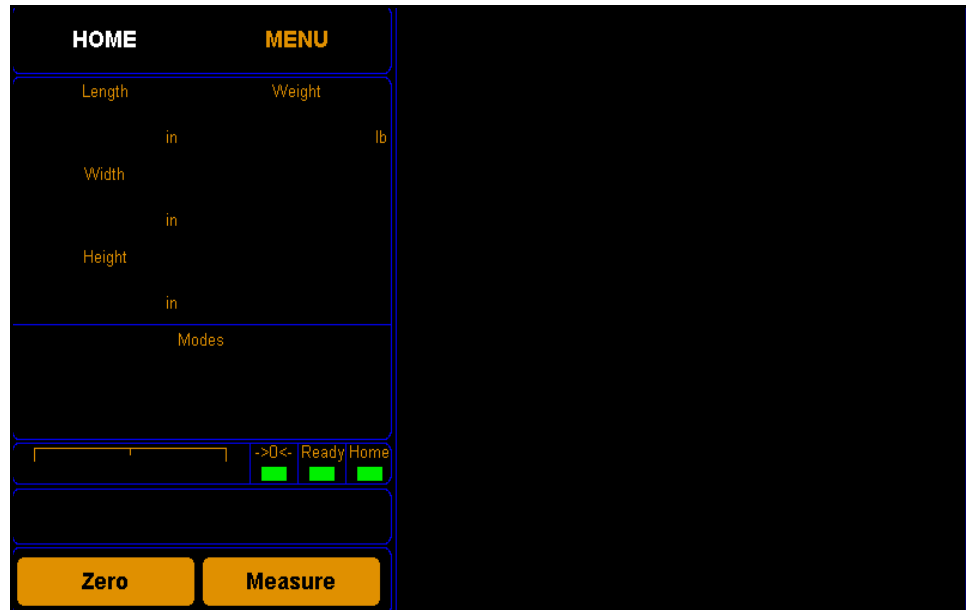 HOME MENU
Length Weight
in lb
Width
in
Height
in
Modes
->0<- Ready Home
Zero Measure